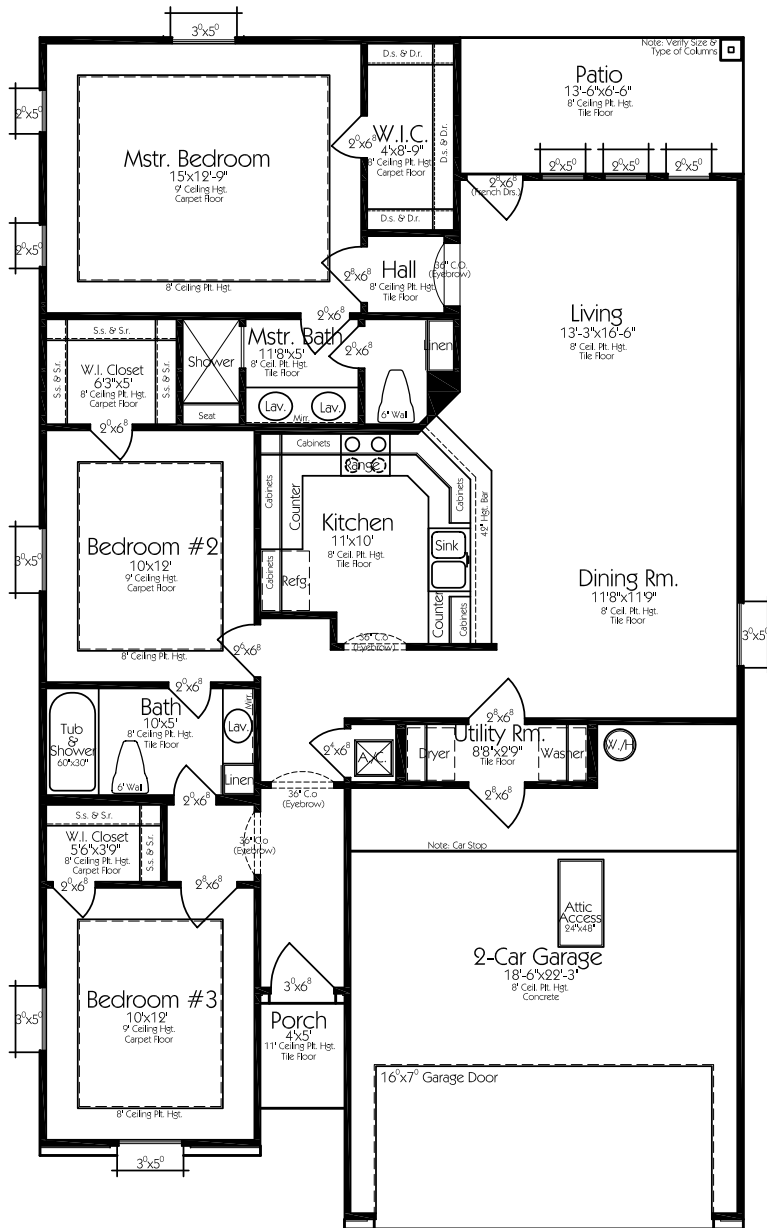 3⁰x5⁰
Note: Verify Size &
Type of Columns
Patio
13'-6"x6'-6"
8' Ceiling Plt. Hgt.
Tile Floor
D.s. & D.r.
W.I.C.
4'x8'-9"
8' Ceiling Plt. Hgt.
Carpet Floor
D.s. & D.r.
D.s. & D.r.
2⁰x6⁸
Mstr. Bedroom
15'x12'-9"
9' Ceiling Hgt.
Carpet Floor
8' Ceiling Plt. Hgt.
2⁰x5⁰
2⁰x5⁰
2⁰x5⁰
2⁰x5⁰
2⁰x5⁰
2⁸x6⁸
(French Drs.)
2⁸x6⁸
Hall
8' Ceiling Plt. Hgt.
Tile Floor
36" C.O.
(Eyebrow)
Living
13'-3"x16'-6"
8' Ceil. Plt. Hgt.
Tile Floor
2⁰x6⁸
S.s. & S.r.
S.s. & S.r.
S.s. & S.r.
W.I. Closet
6'3"x5'
8' Ceiling Plt. Hgt.
Carpet Floor
2⁰x6⁸
Shower
Seat
Mstr. Bath
11'8"x5'
8' Ceil. Plt. Hgt.
Tile Floor
2⁰x6⁸
Lav.
Lav.
Mirr.
Linen
6" Wall
Cabinets
Range
Cabinets
Counter
Cabinets
Refg.
Kitchen
11'x10'
8' Ceil. Plt. Hgt.
Tile Floor
Cabinets
42" Hgt. Bar
Sink
Counter
Cabinets
36" C.o
(Eyebrow)
Bedroom #2
10'x12'
9' Ceiling Hgt.
Carpet Floor
8' Ceiling Plt. Hgt.
3⁰x5⁰
2⁶x6⁸
Dining Rm.
11'8"x11'9"
8' Ceil. Plt. Hgt.
Tile Floor
3⁰x5⁰
2⁰x6⁸
Tub
&
Shower
60"x30"
Bath
10'x5'
8' Ceiling Plt. Hgt.
Tile Floor
6" Wall
Mirr.
Lav.
Linen
2⁰x6⁸
2⁴x6⁸
A/C.
2⁸x6⁸
Utility Rm.
8'8"x2'9"
Tile Floor
Dryer
Washer
2⁸x6⁸
W./H
36" C.o
(Eyebrow)
36" C.o
(Eyebrow)
S.s. & S.r.
S.s. & S.r.
W.I. Closet
5'6"x3'9"
8' Ceiling Plt. Hgt.
Carpet Floor
2⁰x6⁸
2⁸x6⁸
Note: Car Stop
Attic
Access
24"x48"
2-Car Garage
18'-6"x22'-3"
8' Ceil. Plt. Hgt.
Concrete
3⁰x6⁸
Porch
4'x5'
11' Ceiling Plt. Hgt.
Tile Floor
Bedroom #3
10'x12'
9' Ceiling Hgt.
Carpet Floor
8' Ceiling Plt. Hgt.
3⁰x5⁰
3⁰x5⁰
16⁰x7⁰ Garage Door